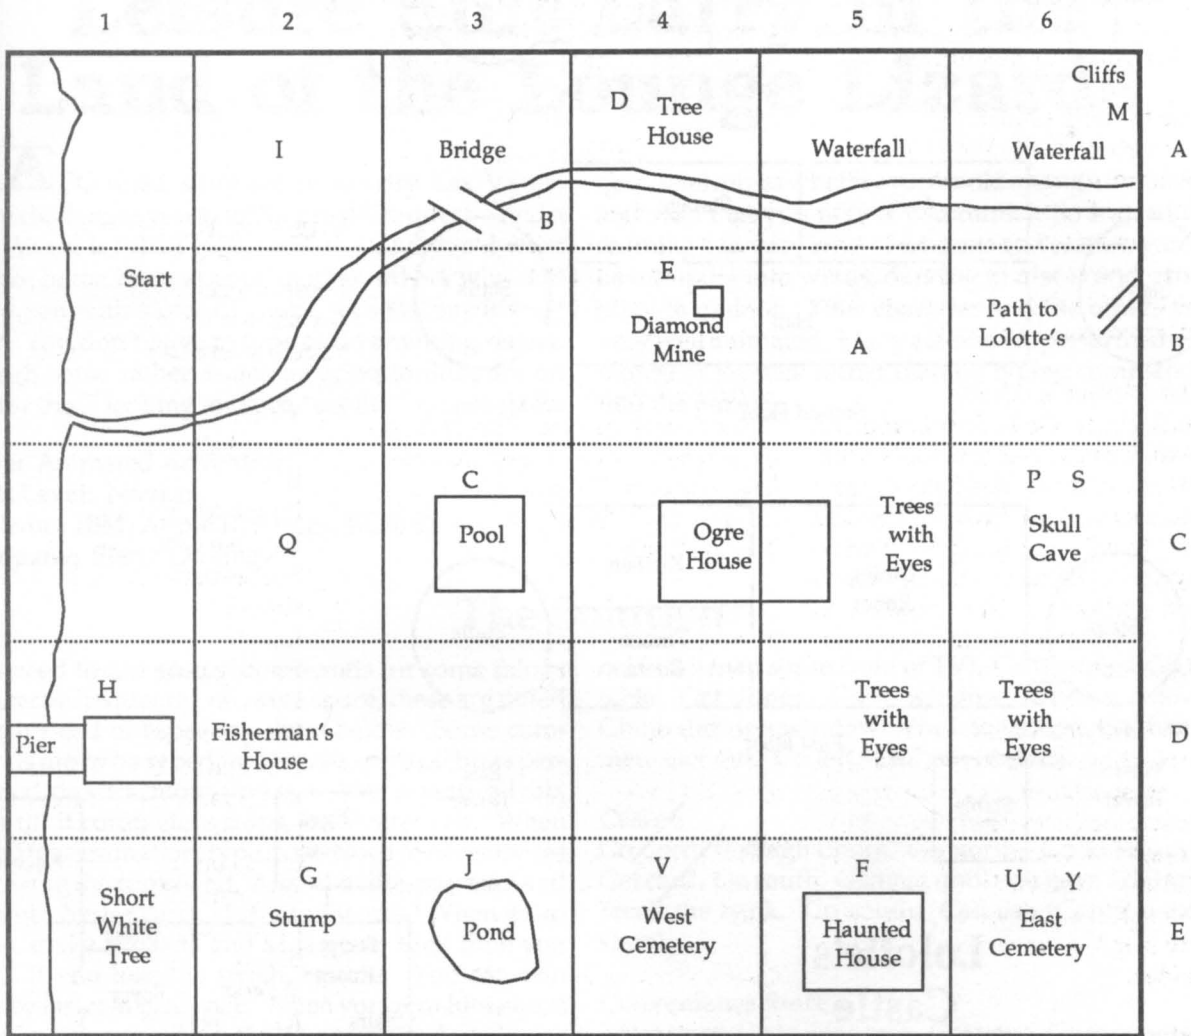 1 2 3 4 5 6
Cliffs
M
D Tree
House
I Bridge Waterfall Waterfall A
B
Start
E
Diamond
Mine
A
Path to
Lolotte's
B
C
Pool
Q
Ogre
House
Trees
with
Eyes
P S
Skull
Cave
C
H
Pier
Fisherman's
House
Trees
with
Eyes
Trees
with
Eyes
D
Short
White
Tree
G
Stump
J
Pond
V
West
Cemetery
F
Haunted
House
U Y
East
Cemetery
E